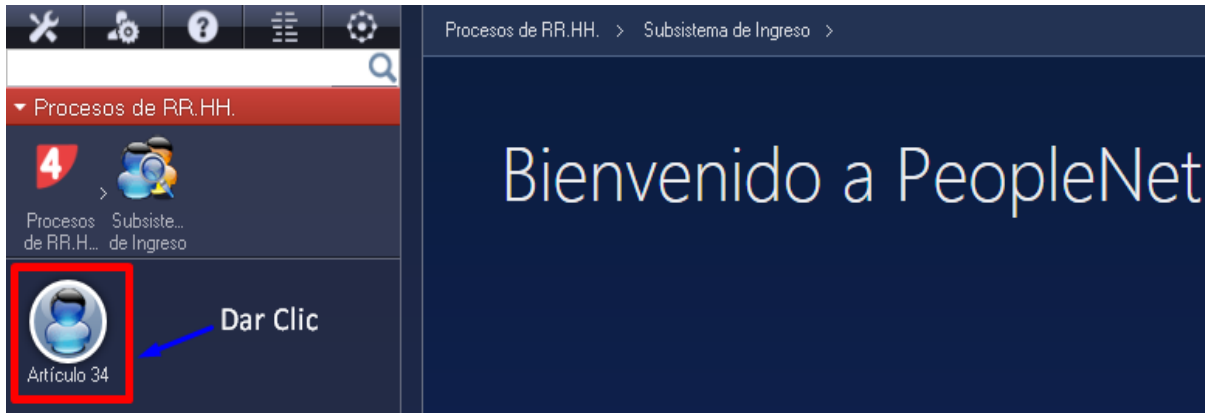 Procesos de RR.HH. > Subsistema de Ingreso >
Procesos de RR.HH.
4
>
Procesos Subsiste...
de RR.H... de Ingreso
Bienvenido a PeopleNet
Dar Clic
Artículo 34